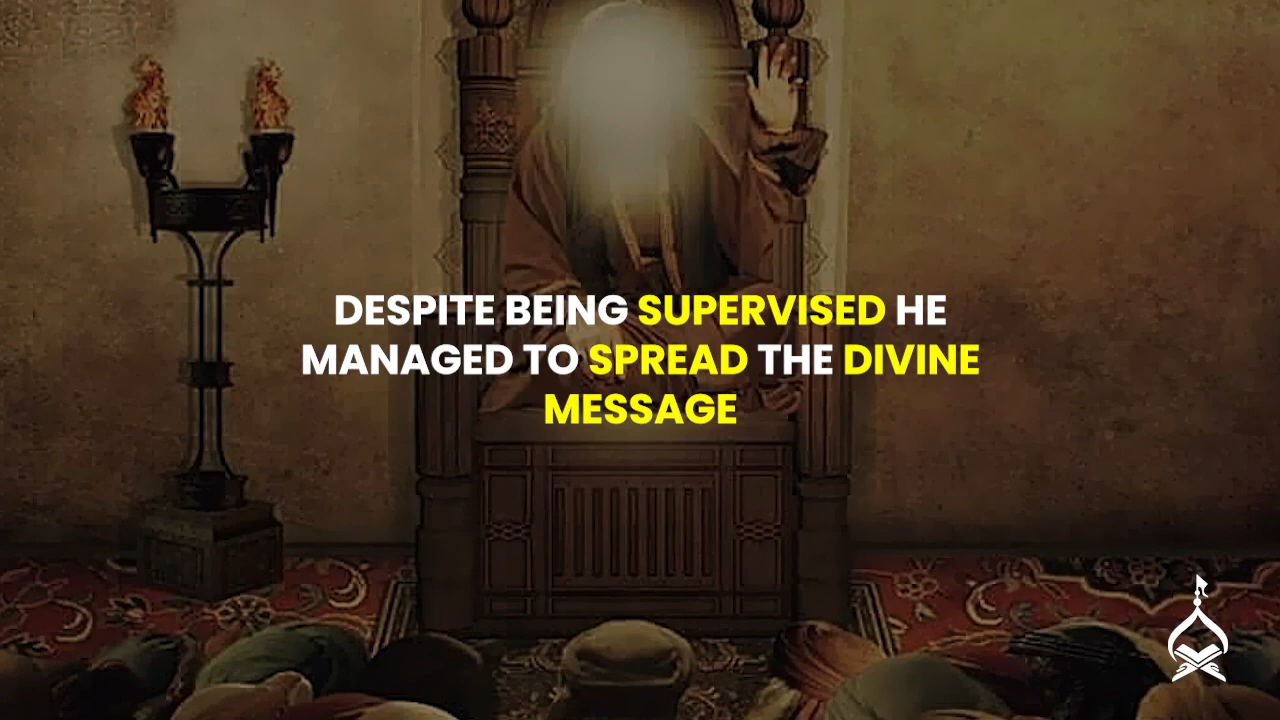 DESPITE BEING SUPERVISED HE
MANAGED TO SPREAD THE DIVINE
MESSAGE